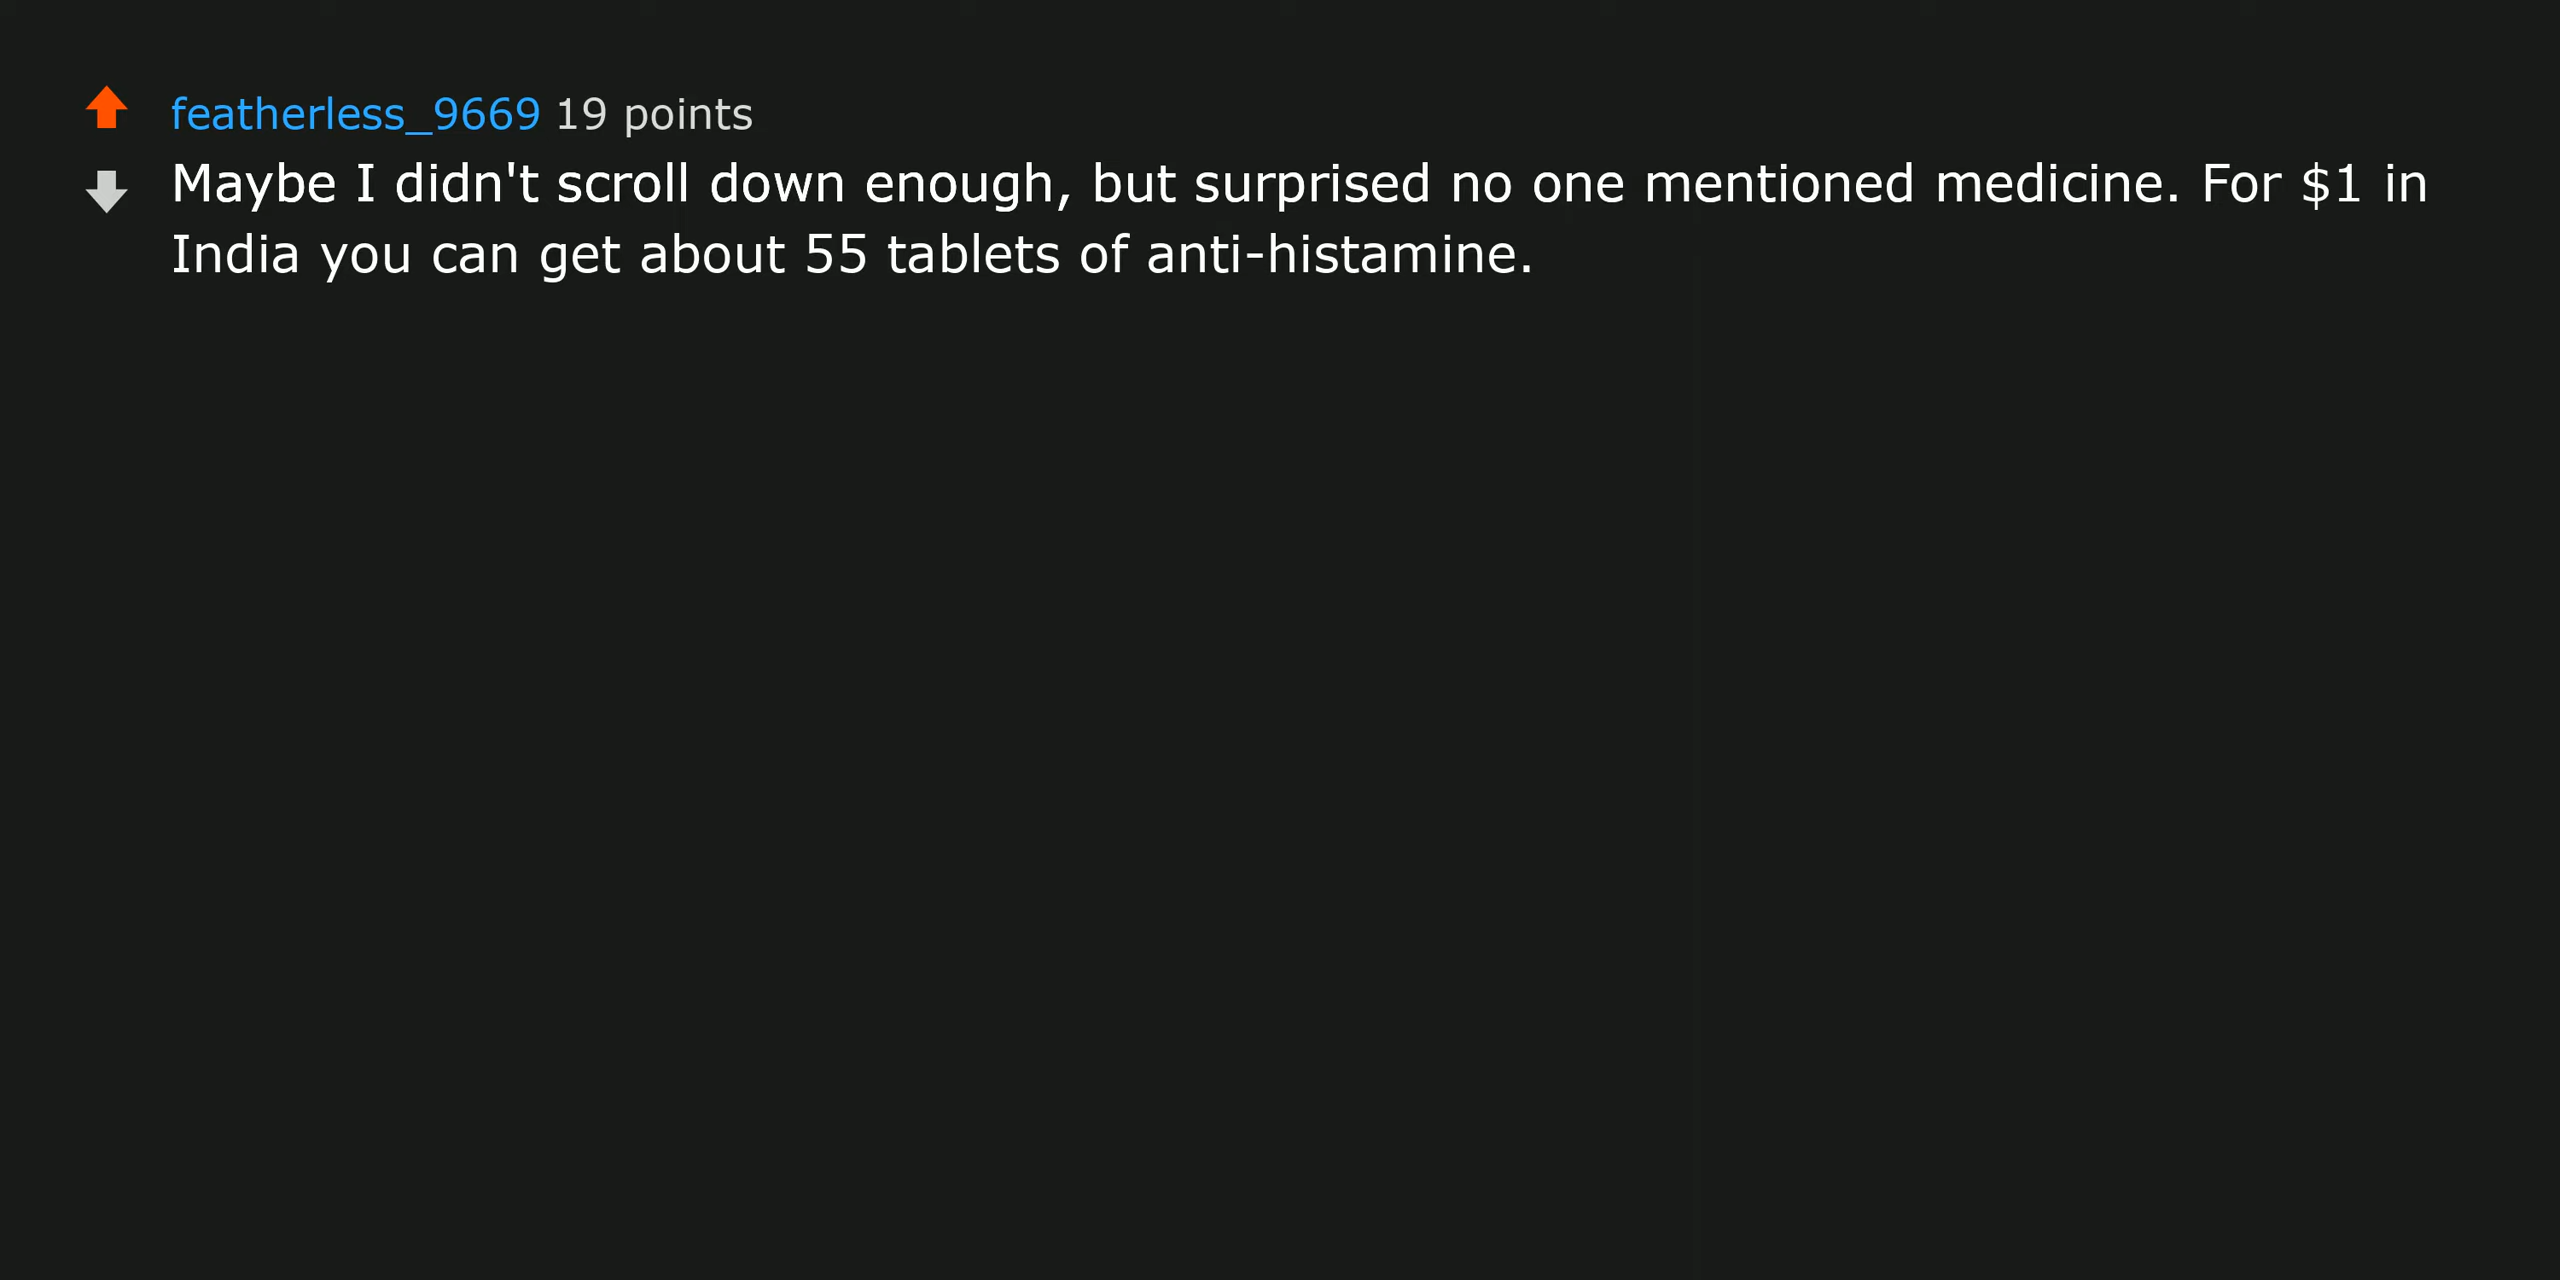 featherless_9669 19 points
Maybe I didn't scroll down enough, but surprised no one mentioned medicine. For $1 in
India you can get about 55 tablets of anti-histamine.